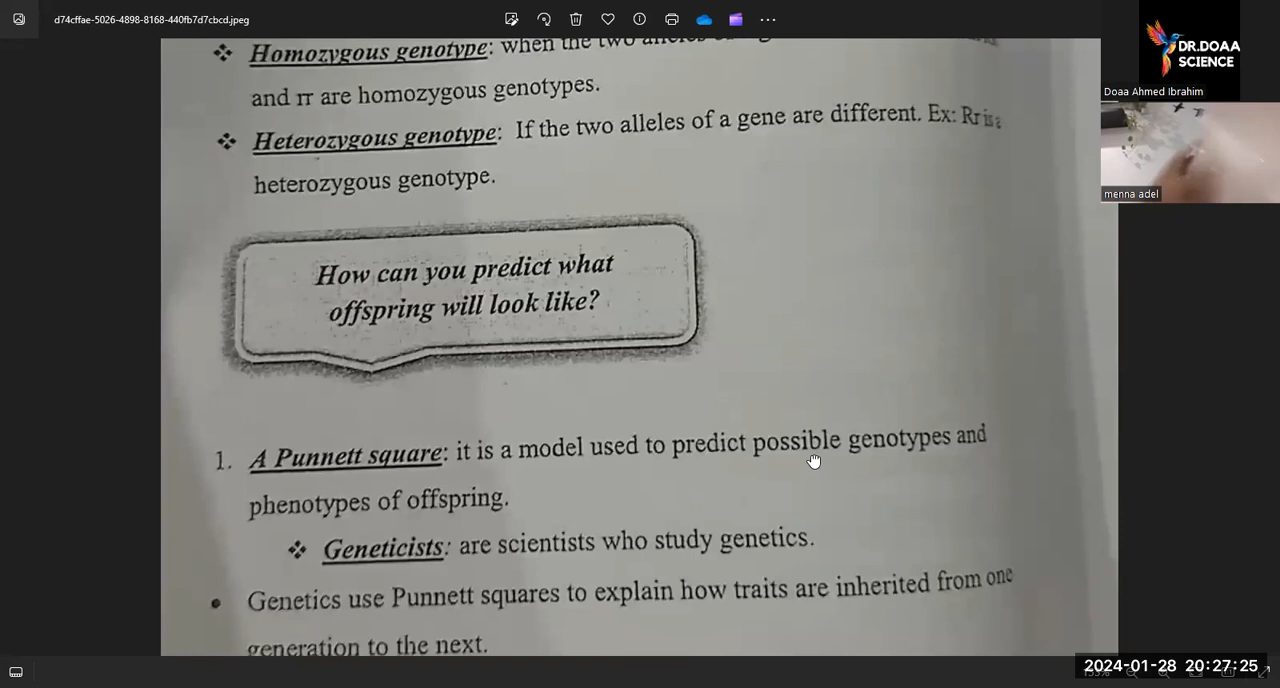 d74cffae-5026-4898-8168-440fb7d7cbcd.jpeg
DR.DOAA
SCIENCE
Doaa Ahmed Ibrahim
menna adel
❖ Homozygous genotype: when the two alleles
and rr are homozygous genotypes.
❖ Heterozygous genotype: If the two alleles of a gene are different. Ex: Rr is a
heterozygous genotype.
How can you predict what
offspring will look like?
1. A Punnett square: it is a model used to predict possible genotypes and
phenotypes of offspring.
❖ Geneticists: are scientists who study genetics.
• Genetics use Punnett squares to explain how traits are inherited from one
generation to the next.
2024-01-28 20:27:25